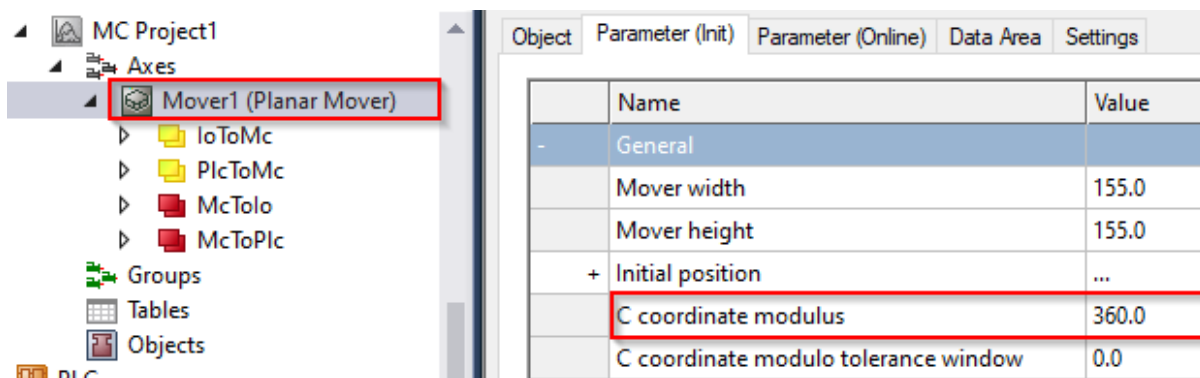 MC Project1
Axes
Mover1 (Planar Mover)
IoToMc
PlcToMc
McToIo
McToPlc
Groups
Tables
Objects
PLC
Object Parameter (Init) Parameter (Online) Data Area Settings
Name Value
- General
Mover width 155.0
Mover height 155.0
+ Initial position ...
C coordinate modulus 360.0
C coordinate modulo tolerance window 0.0